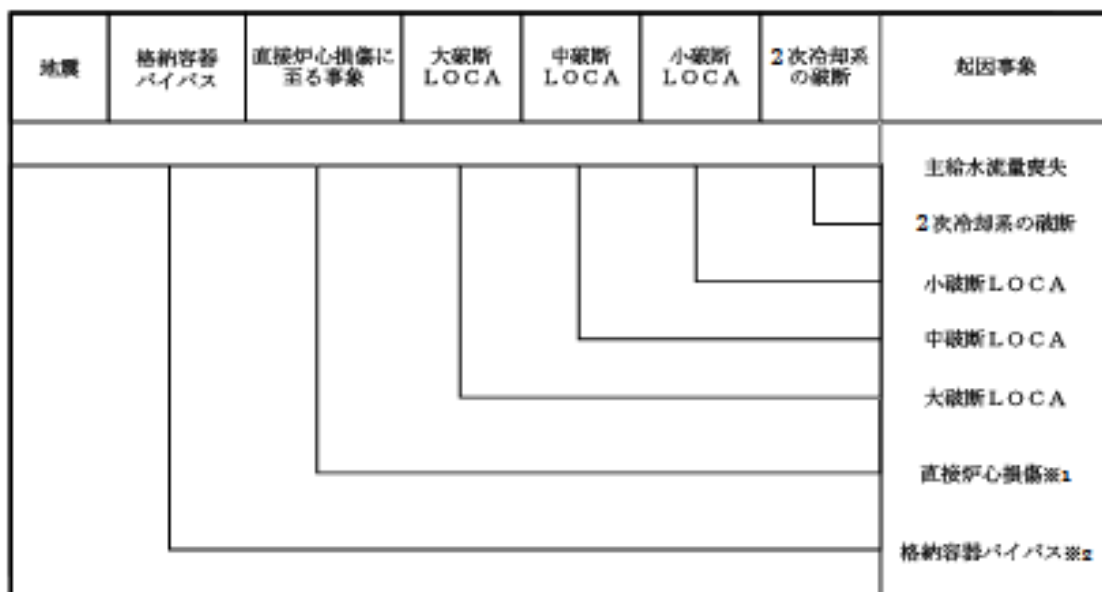 地震
格納容器
バイパス
直接炉心損傷に
至る事象
大破断
LOCA
中破断
LOCA
小破断
LOCA
2次冷却系
の破断
起因事象
主給水流量喪失
2次冷却系の破断
小破断LOCA
中破断LOCA
大破断LOCA
直接炉心損傷※1
格納容器バイパス※2